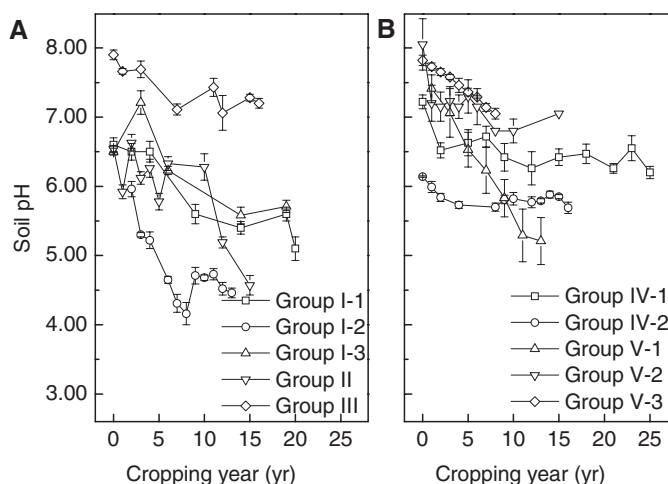 A
B
8.00
7.00
6.00
5.00
4.00
3.00
Soil pH
Group I-1
Group I-2
Group I-3
Group II
Group III
Group IV-1
Group IV-2
Group V-1
Group V-2
Group V-3
0 5 10 15 20 25
0 5 10 15 20 25
Cropping year (yr)
Cropping year (yr)